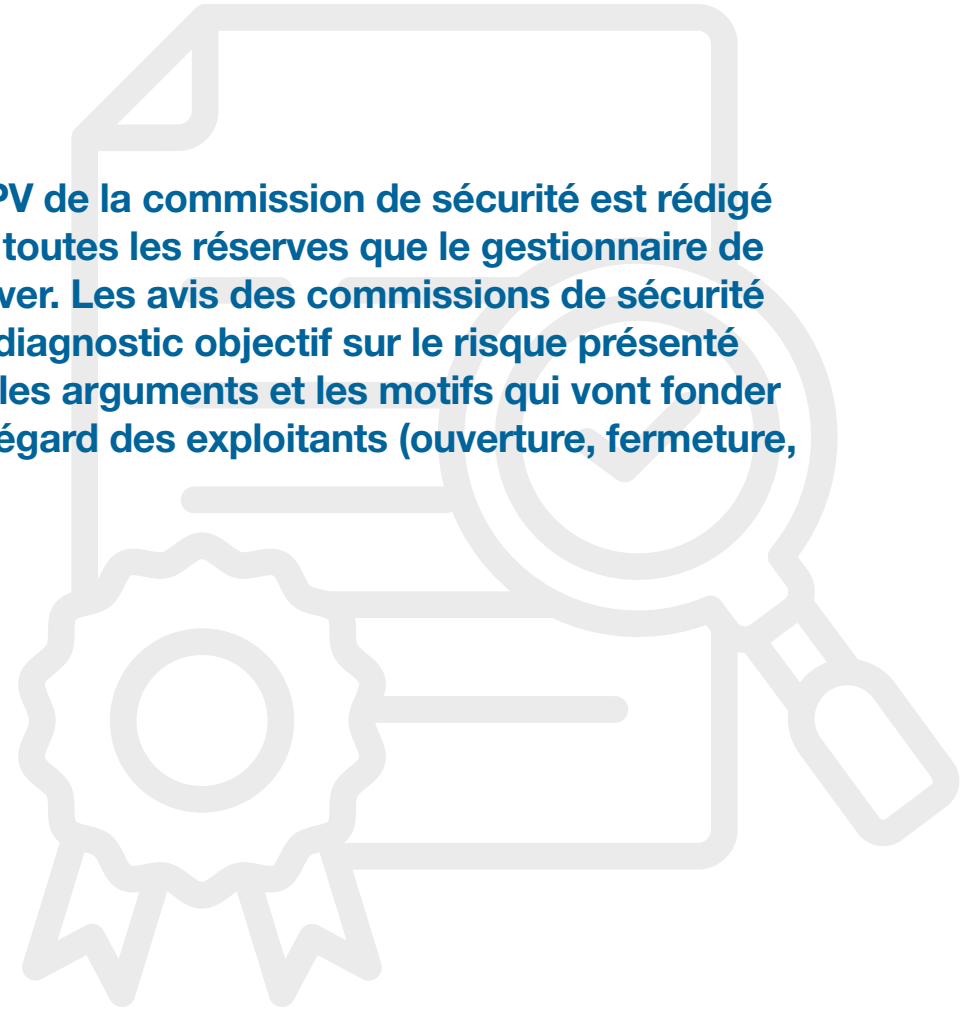 PV de la commission de sécurité est rédigé
toutes les réserves que le gestionnaire de
ver. Les avis des commissions de sécurité
diagnostic objectif sur le risque présenté
les arguments et les motifs qui vont fonder
égard des exploitants (ouverture, fermeture,